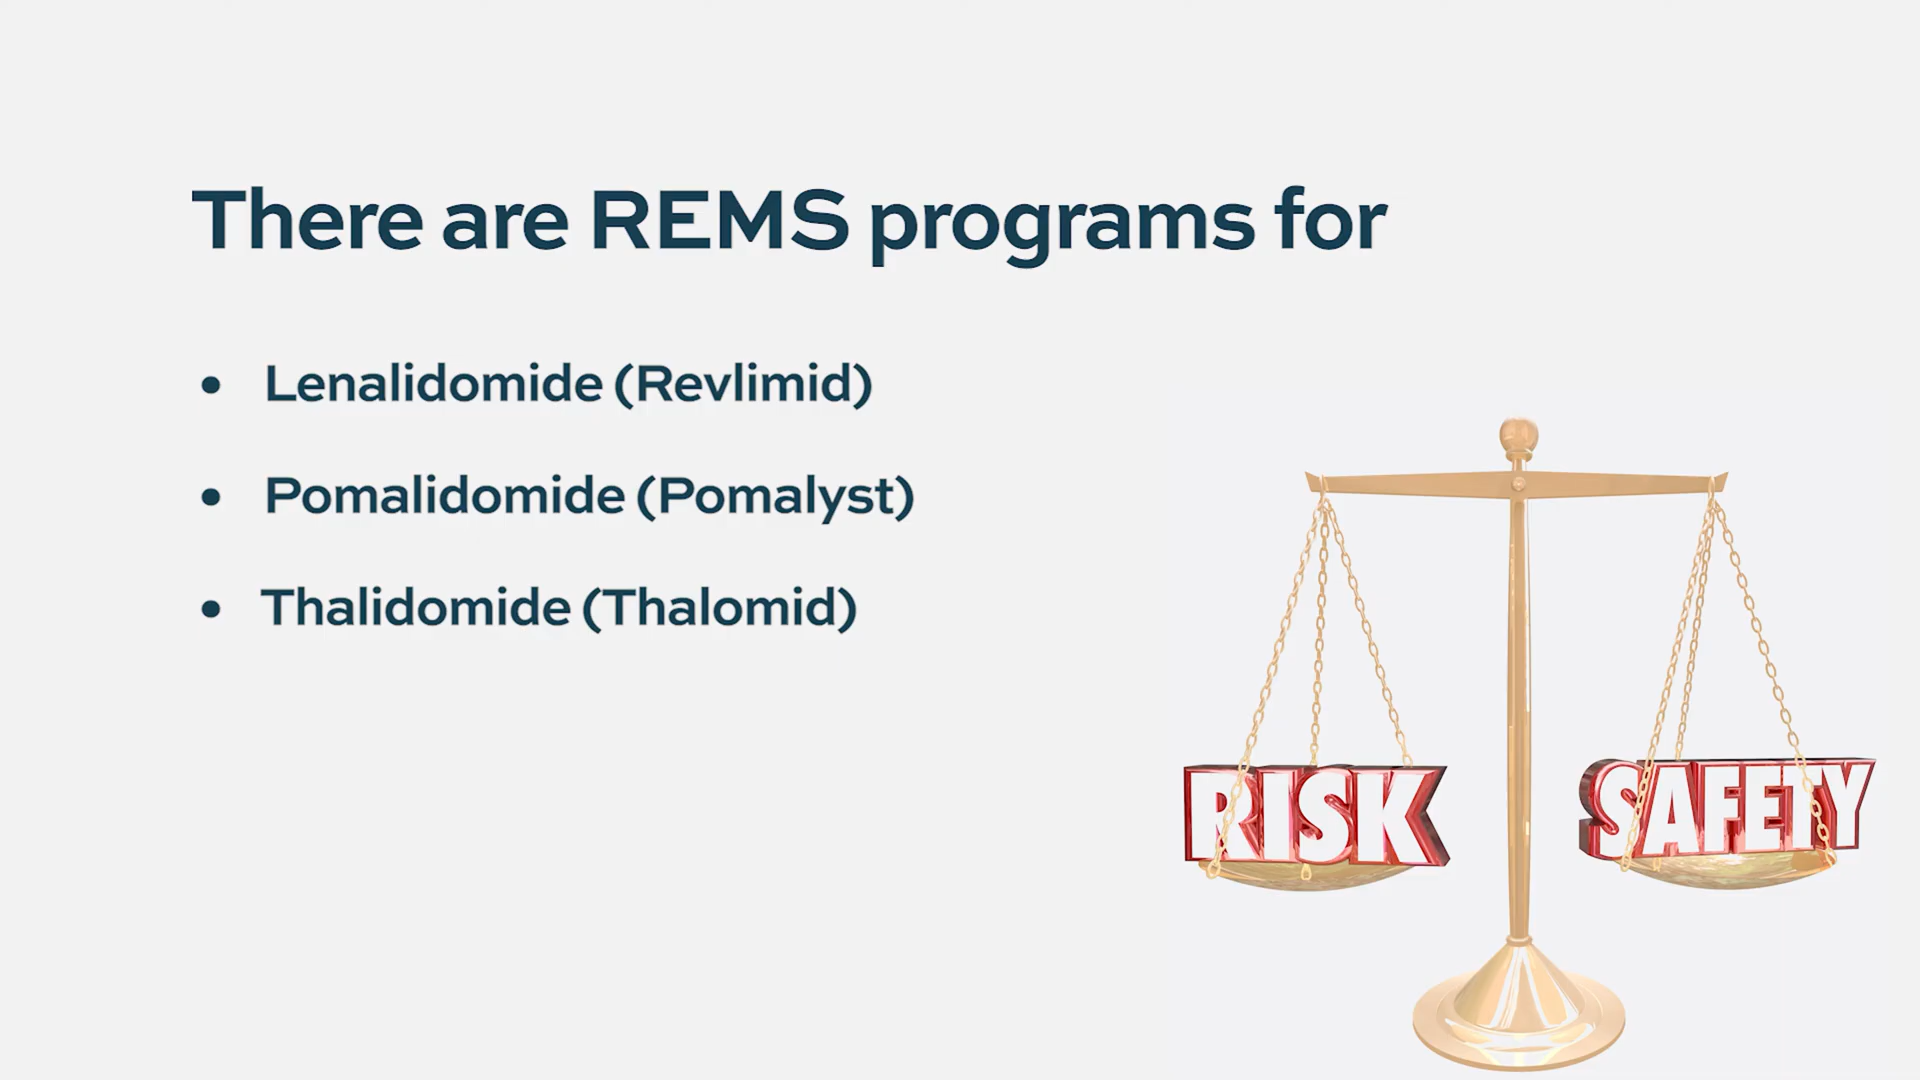 There are REMS programs for
• Lenalidomide (Revlimid)
• Pomalidomide (Pomalyst)
• Thalidomide (Thalomid)
RISK
SAFETY